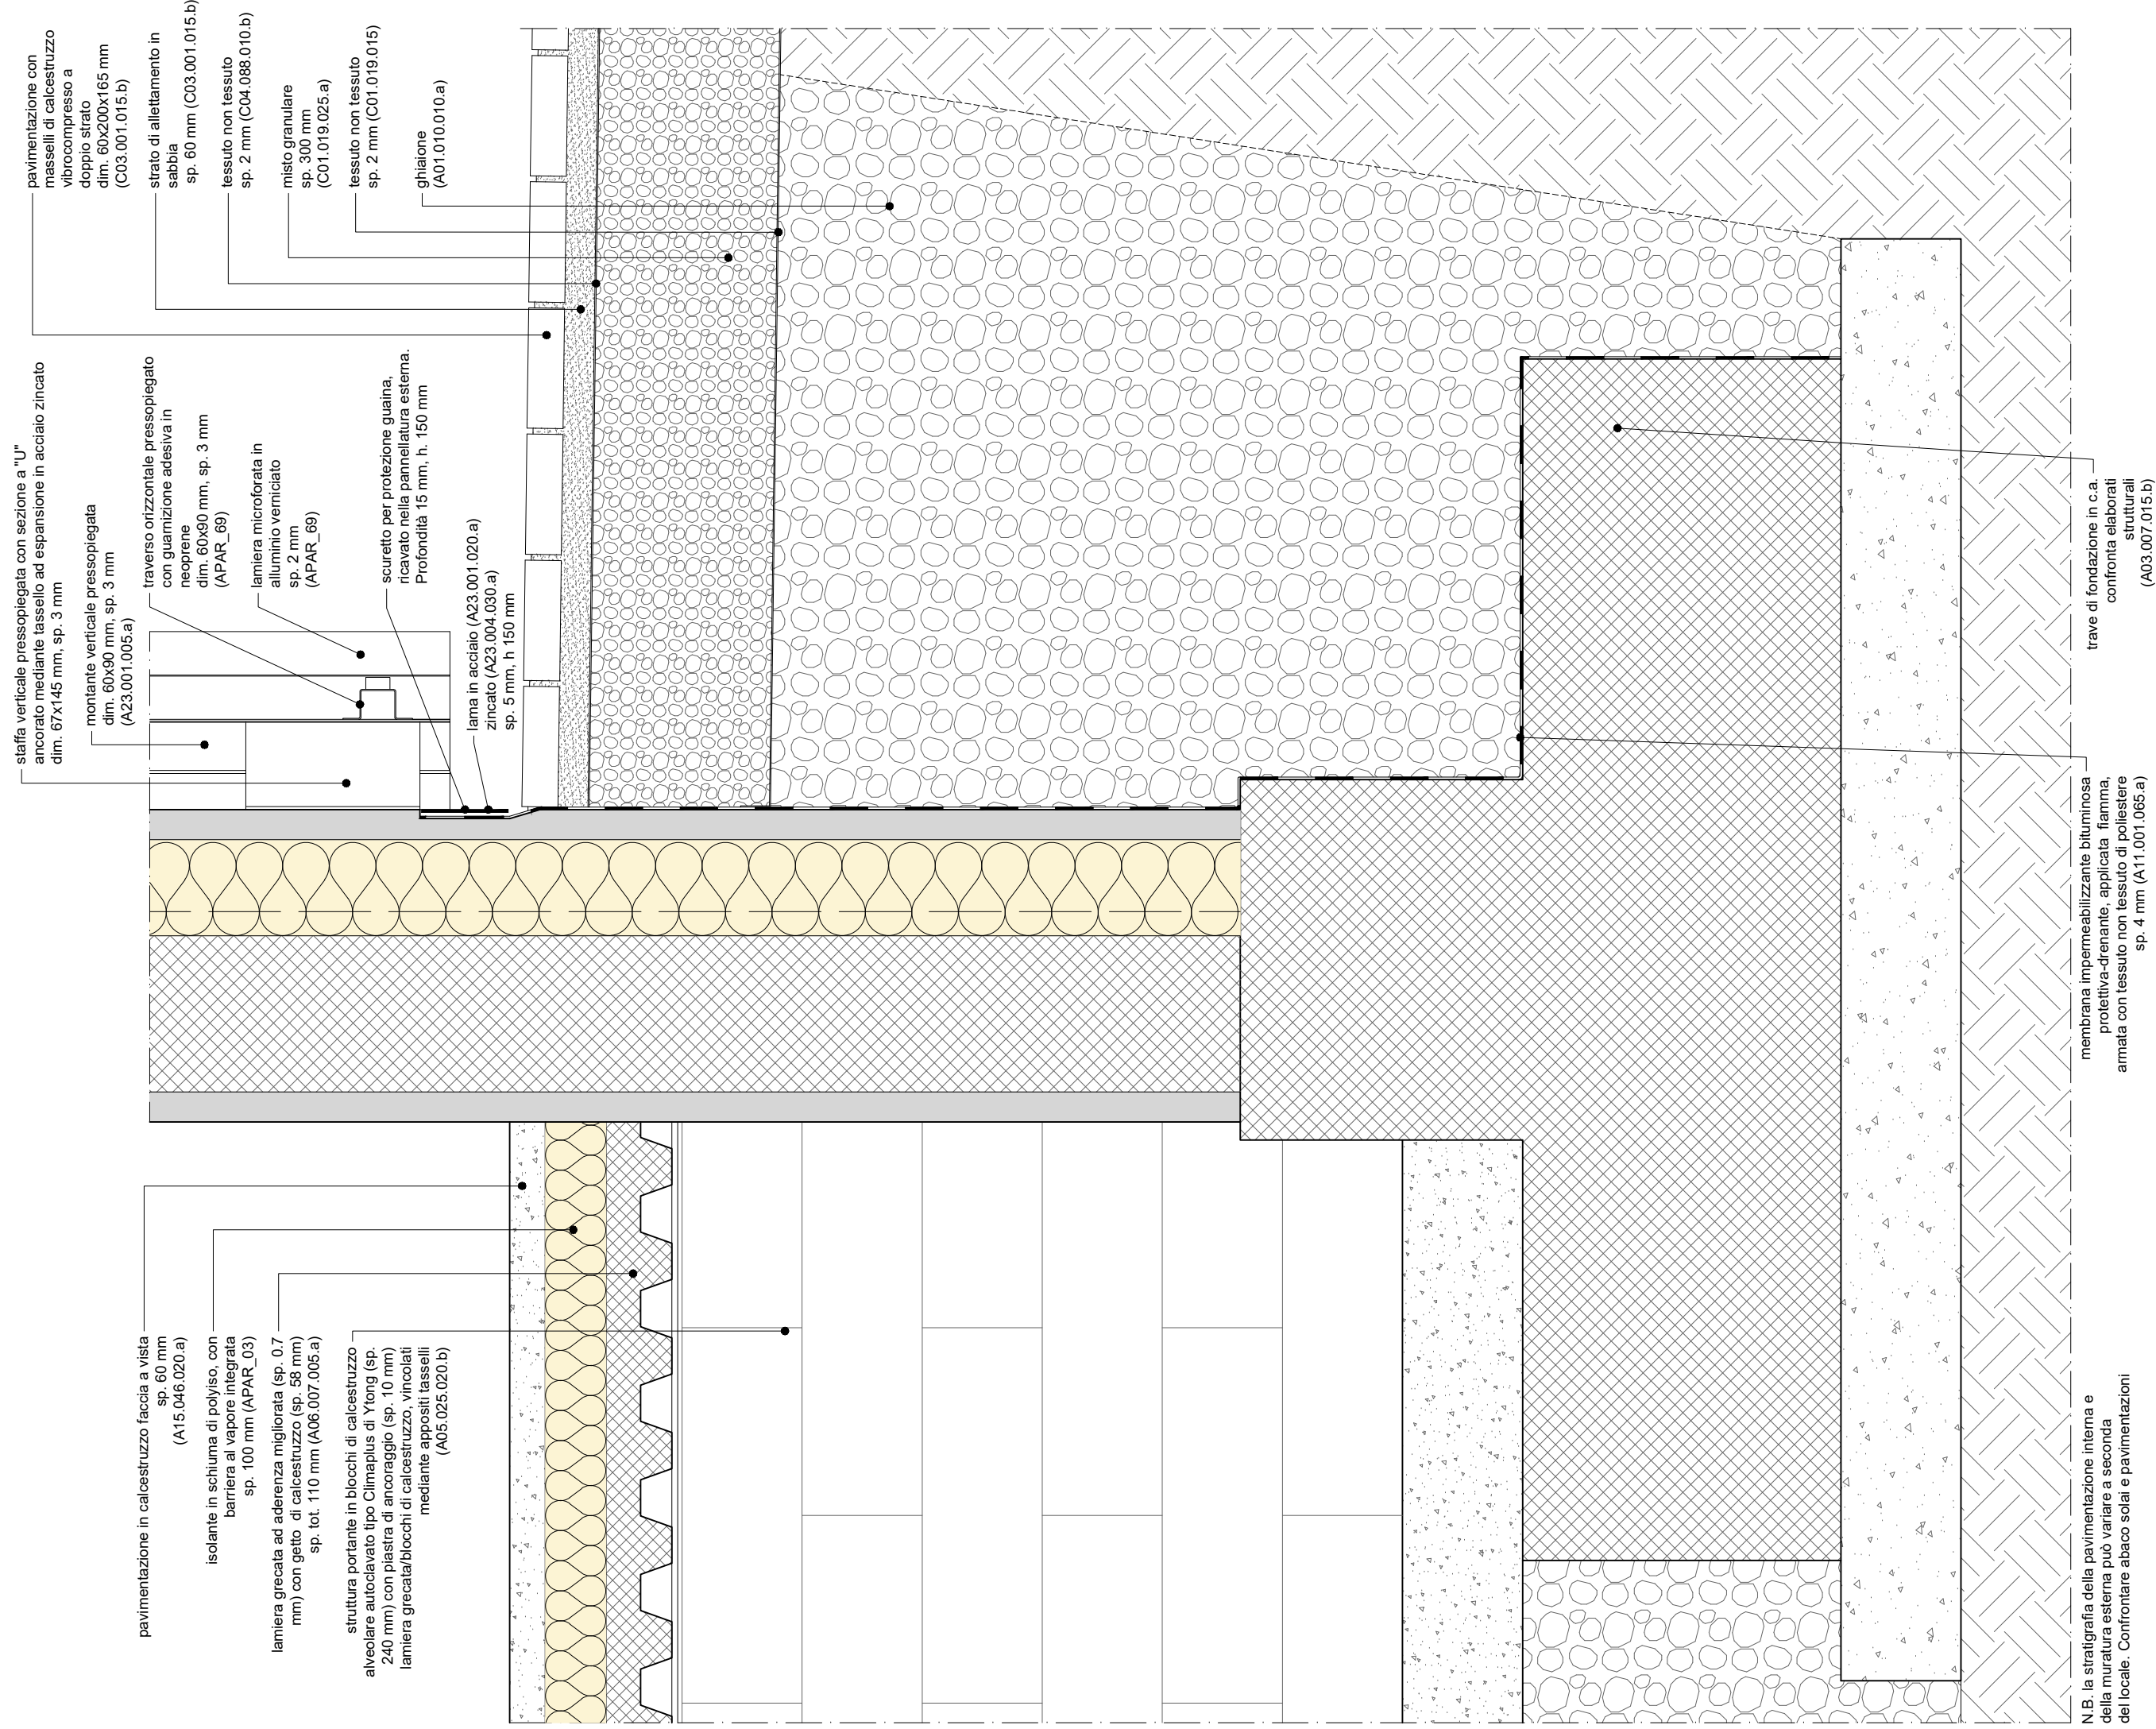 pavimentazione in calcestruzzo faccia a vista
sp. 60 mm
(A15.046.020.a)
isolante in schiuma di polyiso, con
barriera al vapore integrata
sp. 100 mm (APAR_03)
lamiera grecata ad aderenza migliorata (sp. 0.7
mm) con getto di calcestruzzo (sp. 58 mm)
sp. tot. 110 mm (A06.007.005.a)
struttura portante in blocchi di calcestruzzo
alveolare autoclavato tipo Climaplus di Ytong (sp.
240 mm) con piastra di ancoraggio (sp. 10 mm)
lamiera grecata/blocchi di calcestruzzo, vincolati
mediante appositi tasselli
(A05.025.020.b)
staffa verticale pressopiegata con sezione a "U"
ancorato mediante tassello ad espansione in acciaio zincato
dim. 67x145 mm, sp. 3 mm
montante verticale pressopiegata
dim. 60x90 mm, sp. 3 mm
(A23.001.005.a)
traverso orizzontale pressopiegato
con guarnizione adesiva in
neoprene
dim. 60x90 mm, sp. 3 mm
(APAR_69)
lamiera microforata in
alluminio verniciato
sp. 2 mm
(APAR_69)
scuretto per protezione guaina,
ricavato nella pannellatura esterna.
Profondità 15 mm, h. 150 mm
lama in acciaio (A23.001.020.a)
zincato (A23.004.030.a)
sp. 5 mm, h 150 mm
pavimentazione con
masselli di calcestruzzo
vibrocompresso a
doppio strato
dim. 60x200x165 mm
(C03.001.015.b)
strato di allettamento in
sabbia
sp. 60 mm (C03.001.015.b)
tessuto non tessuto
sp. 2 mm (C04.088.010.b)
misto granulare
sp. 300 mm
(C01.019.025.a)
tessuto non tessuto
sp. 2 mm (C01.019.015)
ghiaione
(A01.010.010.a)
N.B. la stratigrafia della pavimentazione interna e
della muratura esterna può variare a seconda
del locale. Confrontare abaco solai e pavimentazioni
membrana impermeabilizzante bituminosa
protettiva-drenante, applicata fiamma,
armata con tessuto non tessuto di poliestere
sp. 4 mm (A11.001.065.a)
trave di fondazione in c.a.
confronta elaborati
strutturali
(A03.007.015.b)